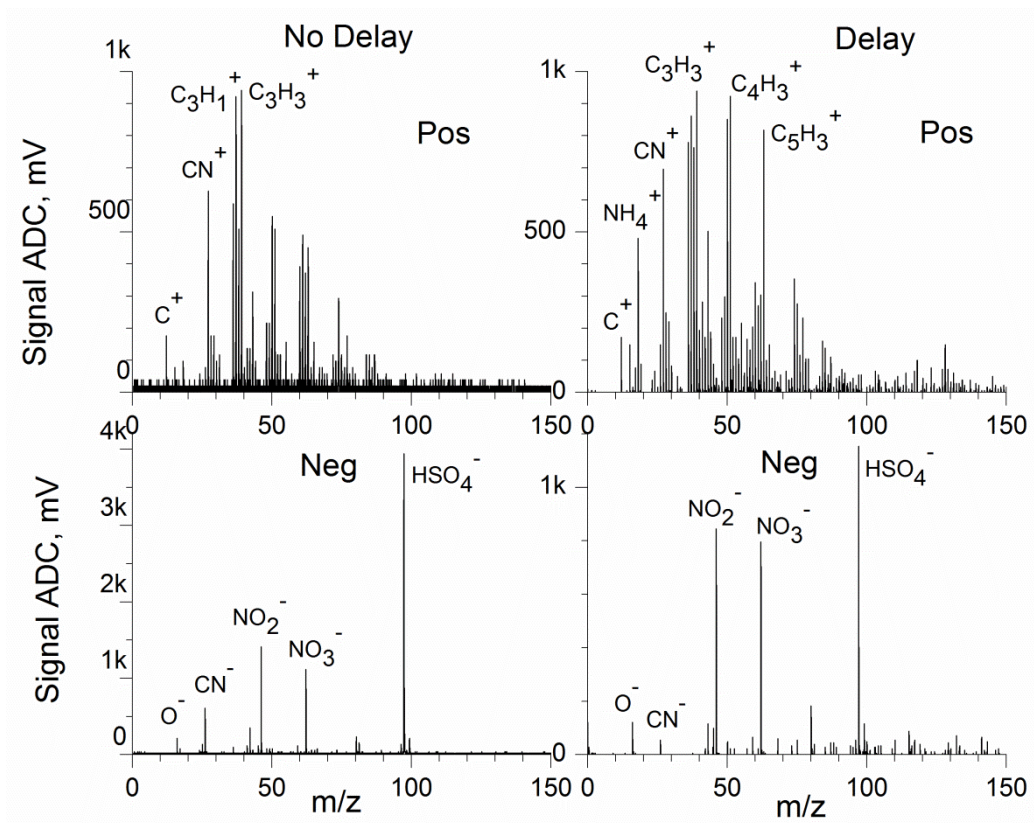 No Delay
1k
C3H1+
C3H3+
Pos
CN+
500
C+
0
0 50 100 150
Signal ADC, mV
Delay
1k
C3H3+
C4H3+
C5H3+
Pos
CN+
NH4+
500
C+
0
0 50 100 150
4k
Neg
HSO4-
3k
2k
NO2-
NO3-
1k
CN-
O-
0
0 50 100 150
m/z
Signal ADC, mV
Neg
HSO4-
1k
NO2-
NO3-
O-
CN-
0
0 50 100 150
m/z